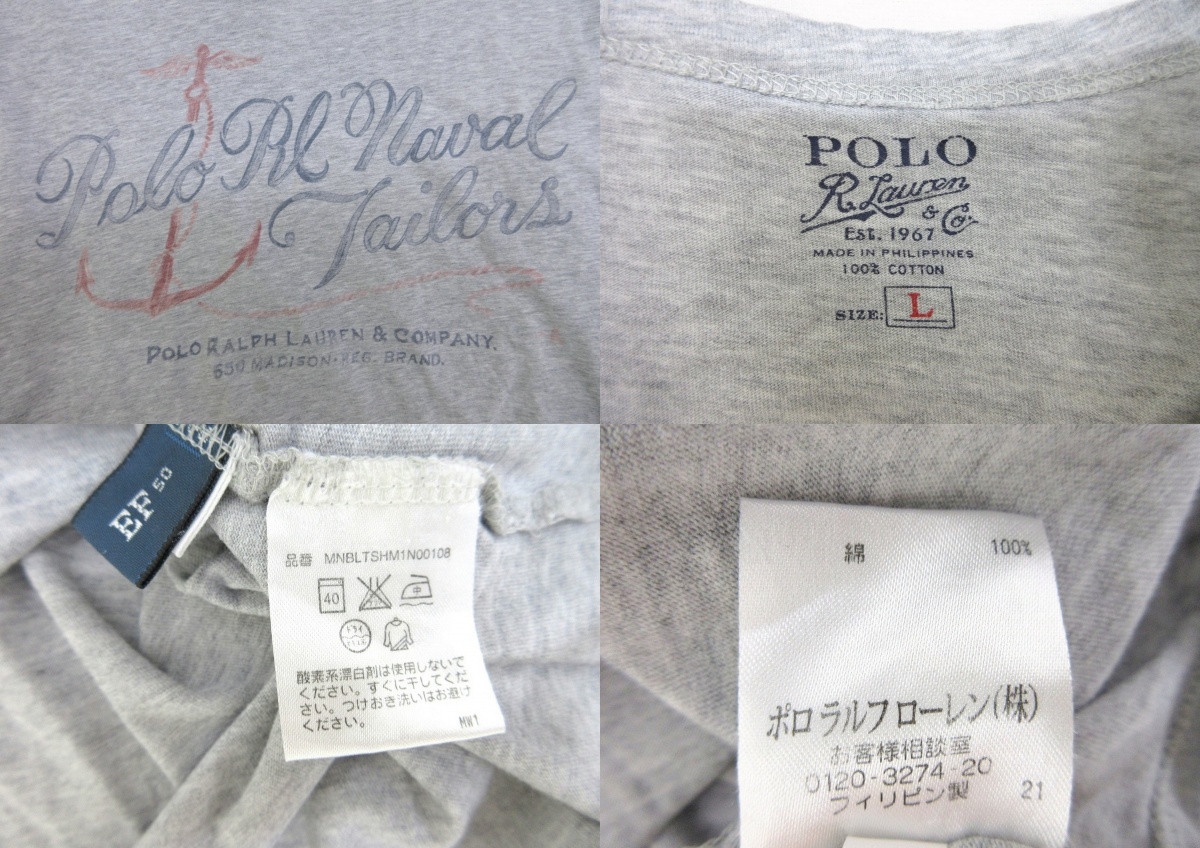 Polo Rl Naval
Tailors
POLO RALPH LAUREN & COMPANY.
650 MADISON·REG. BRAND.
POLO
R. Lauren
& Co.
EST. 1967
MADE IN PHILIPPINES
100% COTTON
SIZE: L
EF 50
品番 MNBLTSHM1N00108
40
ドライ
酸素系漂白剤は使用しないで
ください。すぐに干してくだ
さい。つけおき洗いはお避け
ください。
MW1
綿 100%
ポロ ラルフ ローレン(株)
お客様相談室
0120-3274-20
フィリピン製 21